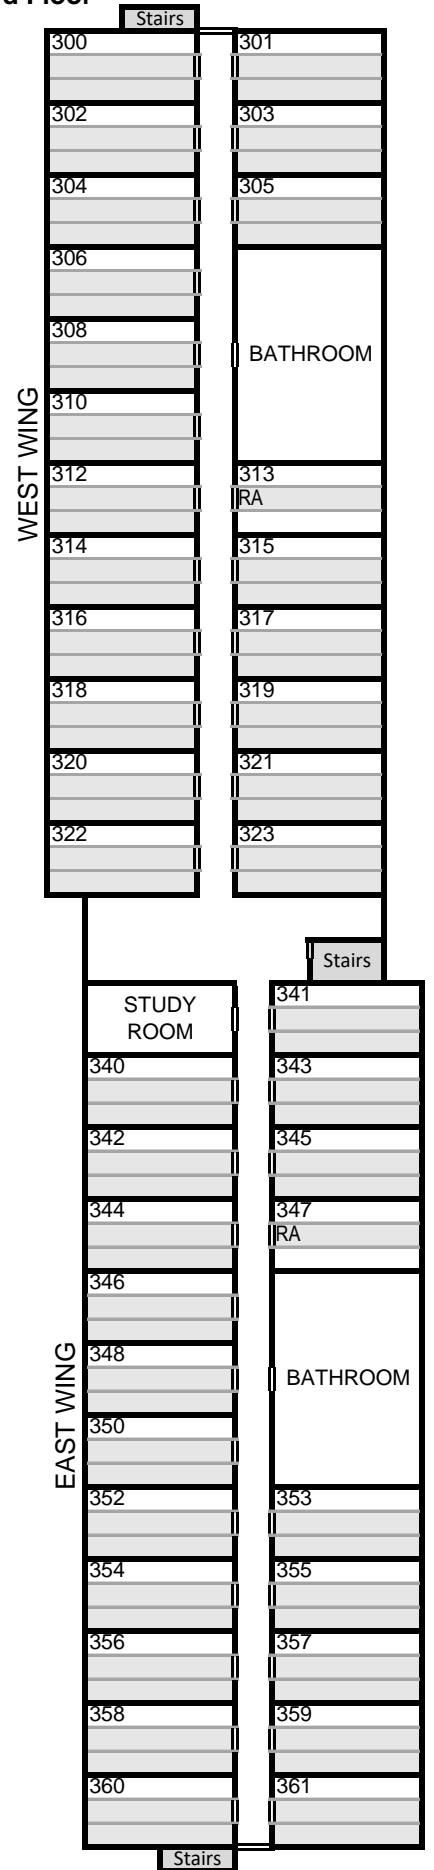 Floor
Stairs
300 301
302 303
304 305
306
308
BATHROOM
310
WEST WING
312 313
RA
314 315
316 317
318 319
320 321
322 323
Stairs
341
STUDY
ROOM
340 343
342 345
344 347
RA
346
348
BATHROOM
EAST WING
350
352 353
354 355
356 357
358 359
360 361
Stairs